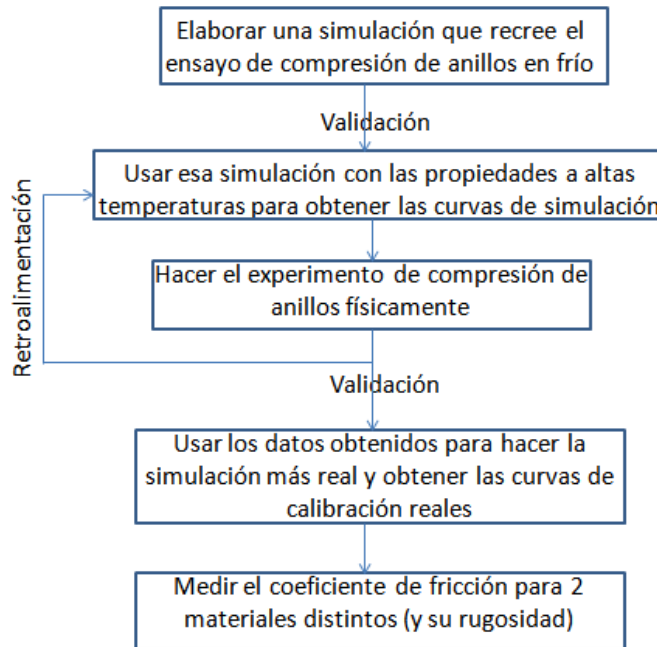 Elaborar una simulación que recree el
ensayo de compresión de anillos en frío
Validación
Usar esa simulación con las propiedades a altas
temperaturas para obtener las curvas de simulación
Retroalimentación
Hacer el experimento de compresión de
anillos físicamente
Validación
Usar los datos obtenidos para hacer la
simulación más real y obtener las curvas de
calibración reales
Medir el coeficiente de fricción para 2
materiales distintos (y su rugosidad)